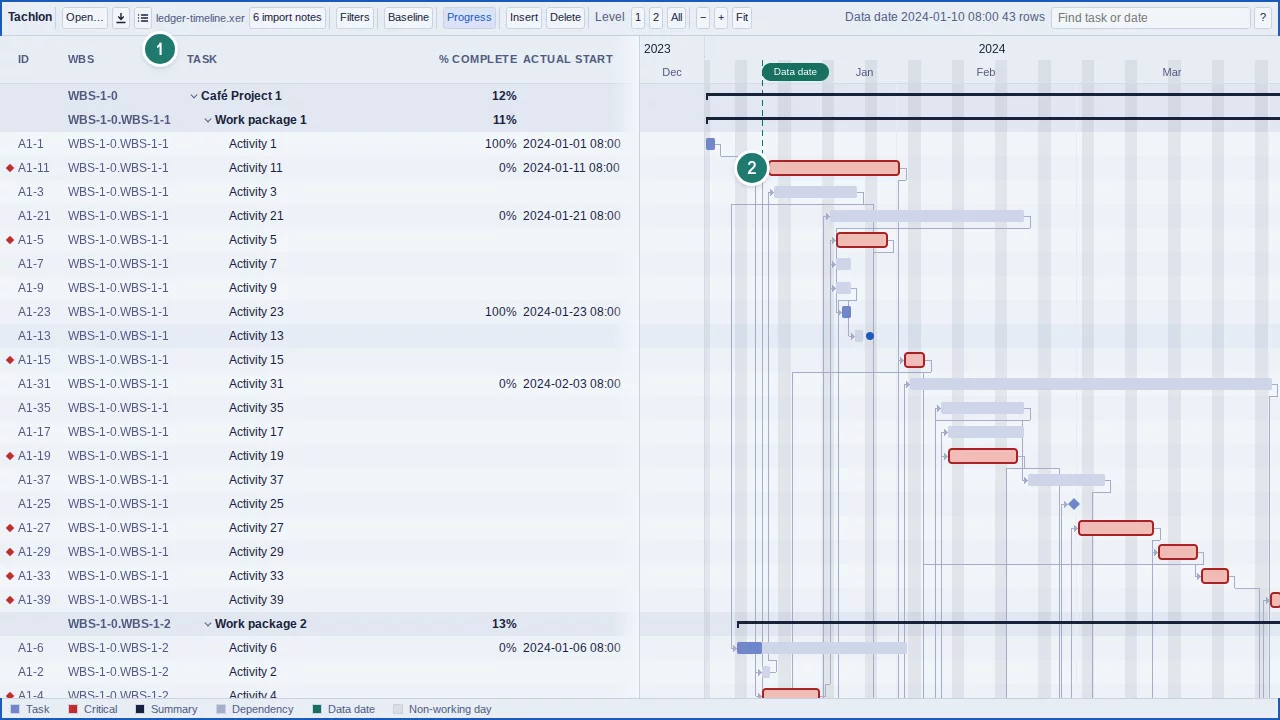 Tachlon Open… ledger-timeline.xer 6 import notes Filters Baseline Progress Insert Delete Level 1 2 All − + Fit Data date 2024-01-10 08:00 43 rows Find task or date ?
1
ID WBS TASK % COMPLETE ACTUAL START
2023 2024
Dec Data date Jan Feb Mar
WBS-1-0 Café Project 1 12%
WBS-1-0.WBS-1-1 Work package 1 11%
A1-1 WBS-1-0.WBS-1-1 Activity 1 100% 2024-01-01 08:00
A1-11 WBS-1-0.WBS-1-1 Activity 11 0% 2024-01-11 08:00
2
A1-3 WBS-1-0.WBS-1-1 Activity 3
A1-21 WBS-1-0.WBS-1-1 Activity 21 0% 2024-01-21 08:00
A1-5 WBS-1-0.WBS-1-1 Activity 5
A1-7 WBS-1-0.WBS-1-1 Activity 7
A1-9 WBS-1-0.WBS-1-1 Activity 9
A1-23 WBS-1-0.WBS-1-1 Activity 23 100% 2024-01-23 08:00
A1-13 WBS-1-0.WBS-1-1 Activity 13
A1-15 WBS-1-0.WBS-1-1 Activity 15
A1-31 WBS-1-0.WBS-1-1 Activity 31 0% 2024-02-03 08:00
A1-35 WBS-1-0.WBS-1-1 Activity 35
A1-17 WBS-1-0.WBS-1-1 Activity 17
A1-19 WBS-1-0.WBS-1-1 Activity 19
A1-37 WBS-1-0.WBS-1-1 Activity 37
A1-25 WBS-1-0.WBS-1-1 Activity 25
A1-27 WBS-1-0.WBS-1-1 Activity 27
A1-29 WBS-1-0.WBS-1-1 Activity 29
A1-33 WBS-1-0.WBS-1-1 Activity 33
A1-39 WBS-1-0.WBS-1-1 Activity 39
WBS-1-0.WBS-1-2 Work package 2 13%
A1-6 WBS-1-0.WBS-1-2 Activity 6 0% 2024-01-06 08:00
A1-2 WBS-1-0.WBS-1-2 Activity 2
A1-4 WBS-1-0.WBS-1-2 Activity 4
Task Critical Summary Dependency Data date Non-working day